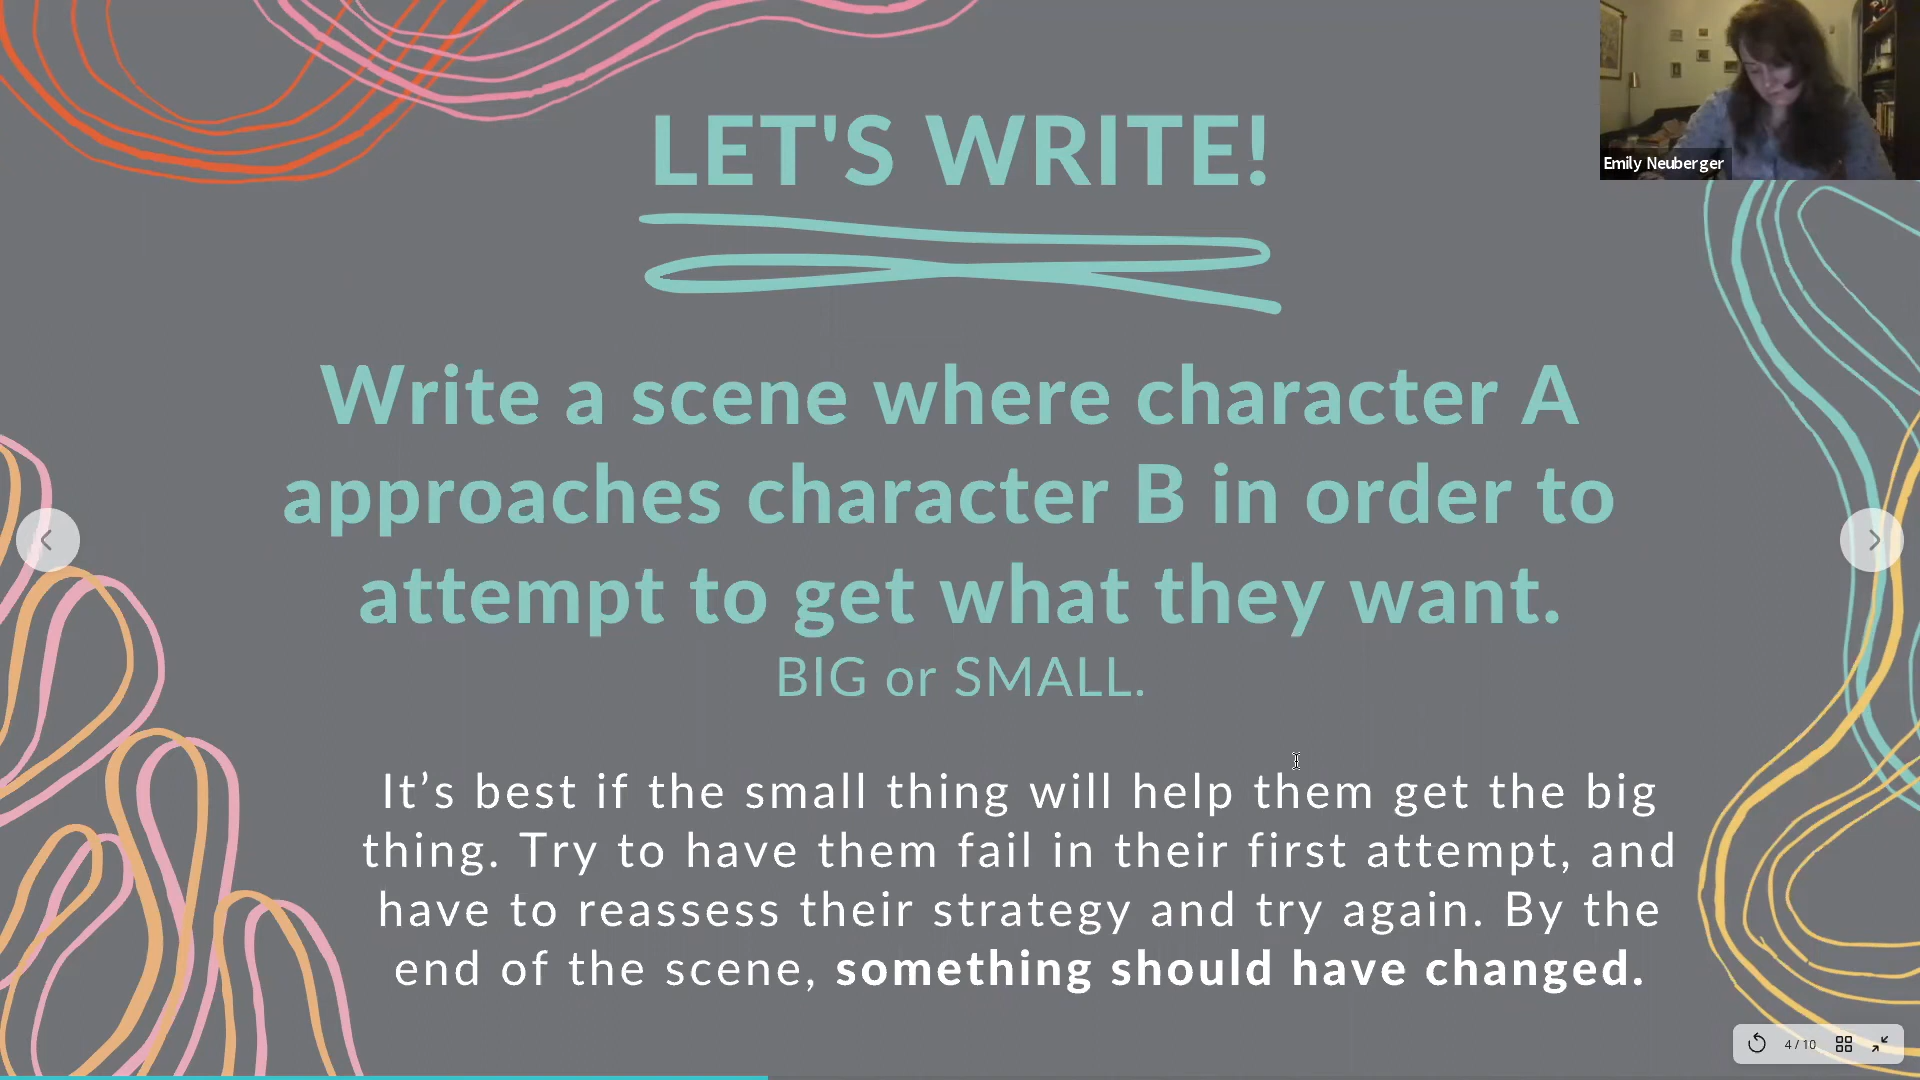 LET'S WRITE!
Emily Neuberger
Write a scene where character A
approaches character B in order to
attempt to get what they want.
BIG or SMALL.
It’s best if the small thing will help them get the big
thing. Try to have them fail in their first attempt, and
have to reassess their strategy and try again. By the
end of the scene, something should have changed.
4 / 10